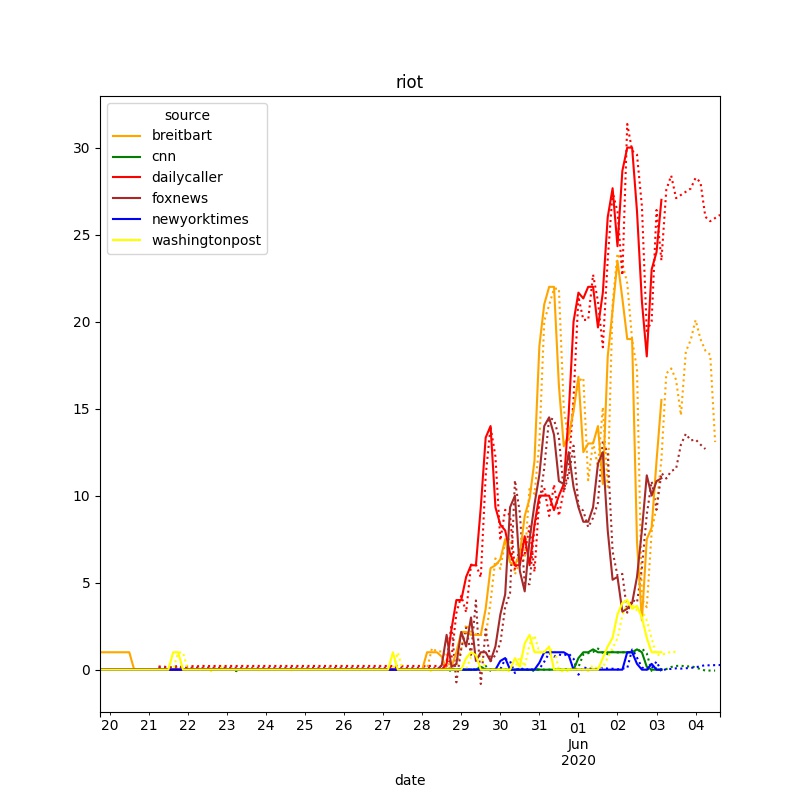 riot
source
breitbart
cnn
dailycaller
foxnews
newyorktimes
washingtonpost
30
25
20
15
10
5
0
20 21 22 23 24 25 26 27 28 29 30 31 01 02 03 04
Jun
2020
date